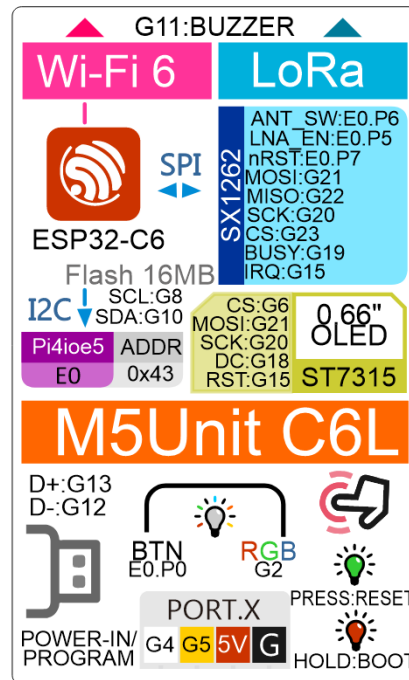 G11:BUZZER
Wi-Fi 6
LoRa
SX1262
ANT_SW:E0.P6
LNA_EN:E0.P5
nRST:E0.P7
MOSI:G21
MISO:G22
SCK:G20
CS:G23
BUSY:G19
IRQ:G15
SPI
ESP32-C6
Flash 16MB
I2C
SCL:G8
SDA:G10
Pi4ioe5
ADDR
E0
0x43
CS:G6
MOSI:G21
SCK:G20
DC:G18
RST:G15
0.66"
OLED
ST7315
M5Unit C6L
D+:G13
D-:G12
POWER-IN/
PROGRAM
BTN
E0.P0
RGB
G2
PORT.X
G4 G5 5V G
PRESS:RESET
HOLD:BOOT